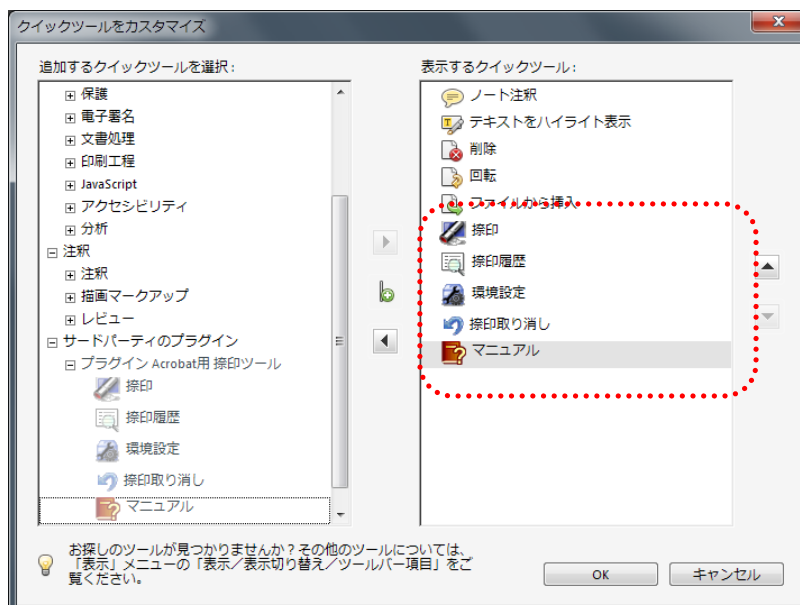 クイックツールをカスタマイズ
追加するクイックツールを選択:
保護
電子署名
文書処理
印刷工程
JavaScript
アクセシビリティ
分析
注釈
注釈
描画マークアップ
レビュー
サードパーティのプラグイン
プラグイン Acrobat用 捺印ツール
捺印
捺印履歴
環境設定
捺印取り消し
マニュアル
表示するクイックツール:
ノート注釈
テキストをハイライト表示
削除
回転
ファイルから挿入
捺印
捺印履歴
環境設定
捺印取り消し
マニュアル
お探しのツールが見つかりませんか?その他のツールについては、
「表示」メニューの「表示/表示切り替え/ツールバー項目」をご
覧ください。
OK
キャンセル